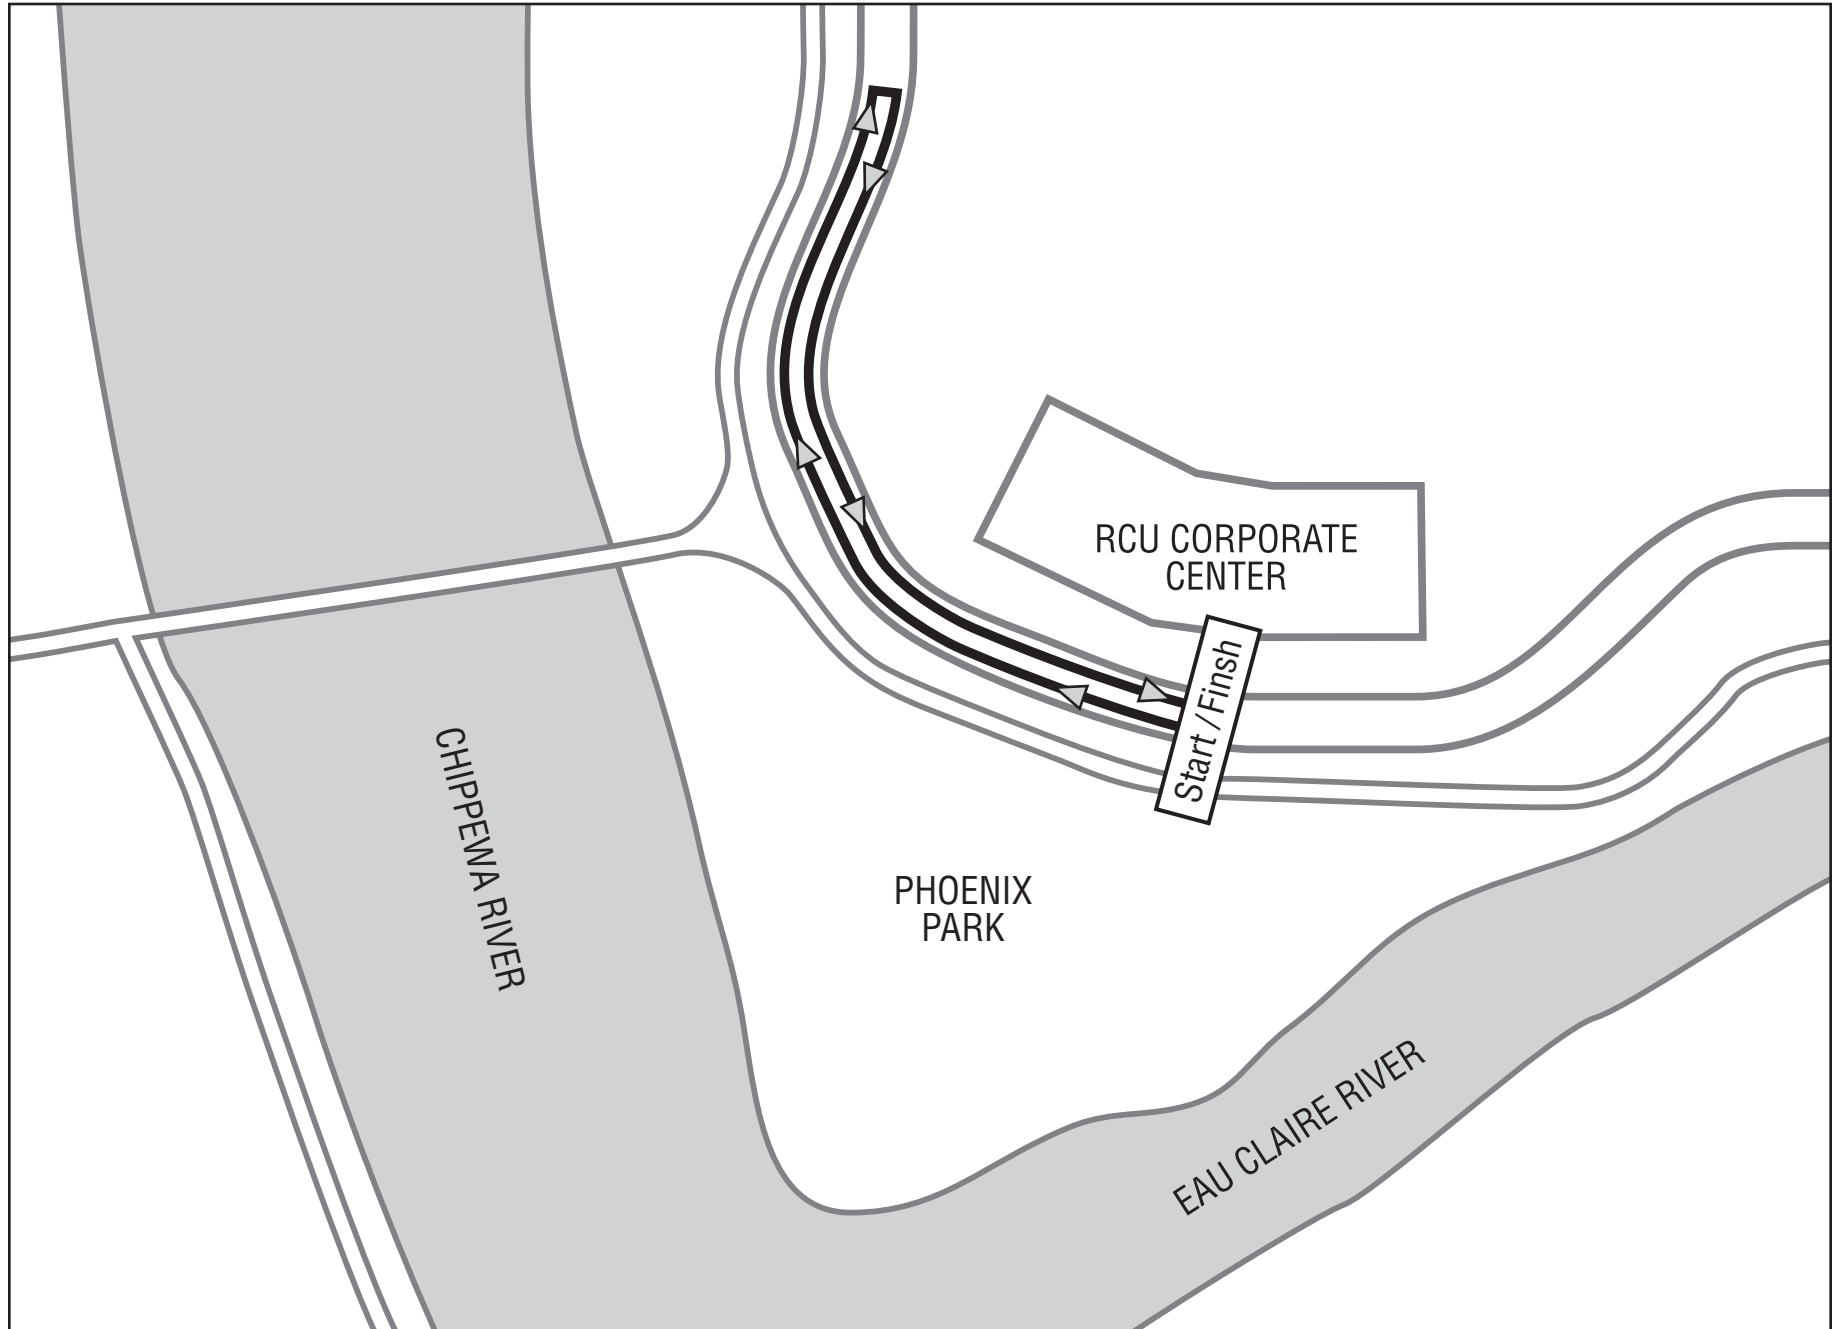 RCU CORPORATE
CENTER
Start / Finsh
CHIPPEWA RIVER
PHOENIX
PARK
EAU CLAIRE RIVER